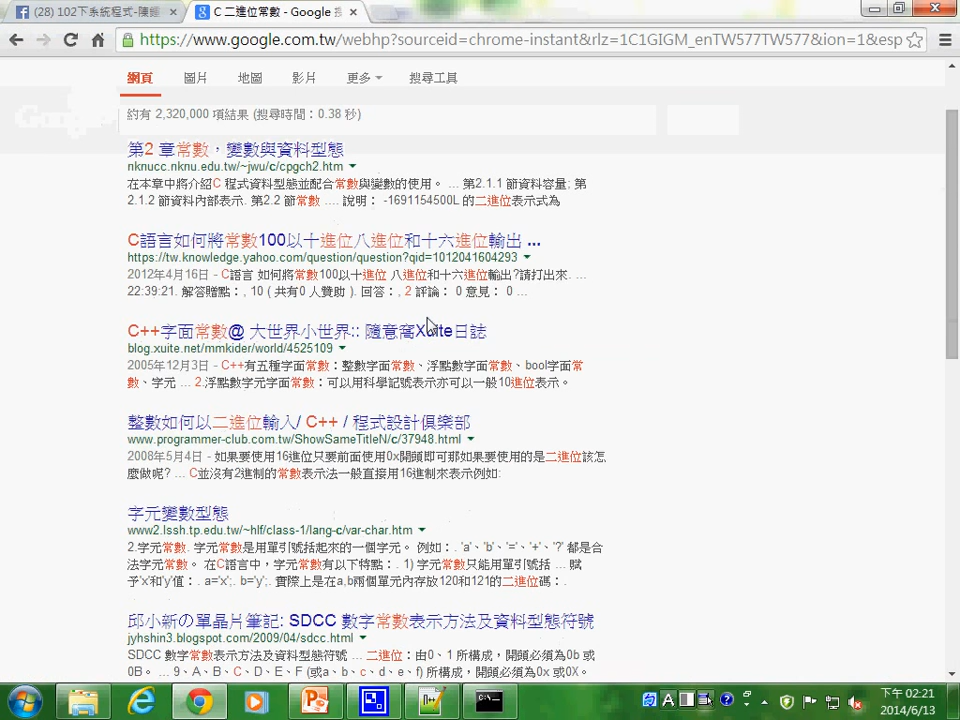 (28) 102下系統程式-陳鍾
C 二進位常數 - Google 搜
https://www.google.com.tw/webhp?sourceid=chrome-instant&rlz=1C1GIGM_enTW577TW577&ion=1&esp
網頁 圖片 地圖 影片 更多 搜尋工具
約有 2,320,000 項結果 (搜尋時間：0.38 秒)
第2 章常數，變數與資料型態
nknucc.nknu.edu.tw/~jwu/c/cpgch2.htm
在本章中將介紹C 程式資料型態並配合常數與變數的使用。 ... 第2.1.1 節資料容量; 第
2.1.2 節資料內部表示. 第2.2 節常數 .... 說明： -1691154500L 的二進位表示式為
C語言如何將常數100以十進位八進位和十六進位輸出 ...
https://tw.knowledge.yahoo.com/question/question?qid=1012041604293
2012年4月16日 - C語言 如何將常數100以十進位 八進位和十六進位輸出?請打出來. ...
22:39:21. 解答贈點：, 10 ( 共有0 人贊助 ). 回答：, 2 評論： 0 意見： 0 ...
C++字面常數@ 大世界小世界:: 隨意窩Xuite日誌
blog.xuite.net/mmkider/world/4525109
2005年12月3日 - C++有五種字面常數：整數字面常數、浮點數字面常數、bool字面常
數、字元 ... 2.浮點數字元字面常數：可以用科學記號表示亦可以一般10進位表示。
整數如何以二進位輸入/ C++ / 程式設計俱樂部
www.programmer-club.com.tw/ShowSameTitleN/c/37948.html
2008年5月4日 - 如果要使用16進位只要前面使用0x開頭即可那如果要使用的是二進位該怎
麼做呢? ... C並沒有2進制的常數表示法一般直接用16進制來表示例如:
字元變數型態
www2.lssh.tp.edu.tw/~hlf/class-1/lang-c/var-char.htm
2.字元常數. 字元常數是用單引號括起來的一個字元。 例如：. 'a'、'b'、'='、'+'、'?' 都是合
法字元常數。 在C語言中，字元常數有以下特點：. 1) 字元常數只能用單引號括 ... 賦
予'x'和'y'值：. a='x';. b='y';. 實際上是在a,b兩個單元內存放120和121的二進位碼：.
邱小新の單晶片筆記: SDCC 數字常數表示方法及資料型態符號
jyhshin3.blogspot.com/2009/04/sdcc.html
SDCC 數字常數表示方法及資料型態符號 ... 二進位：由0、1 所構成，開頭必須為0b 或
0B。 ... 9、A、B、C、D、E、F (或a、b、c、d、e、f) 所構成，開頭必須為0x 或0X。
下午 02:21
2014/6/13